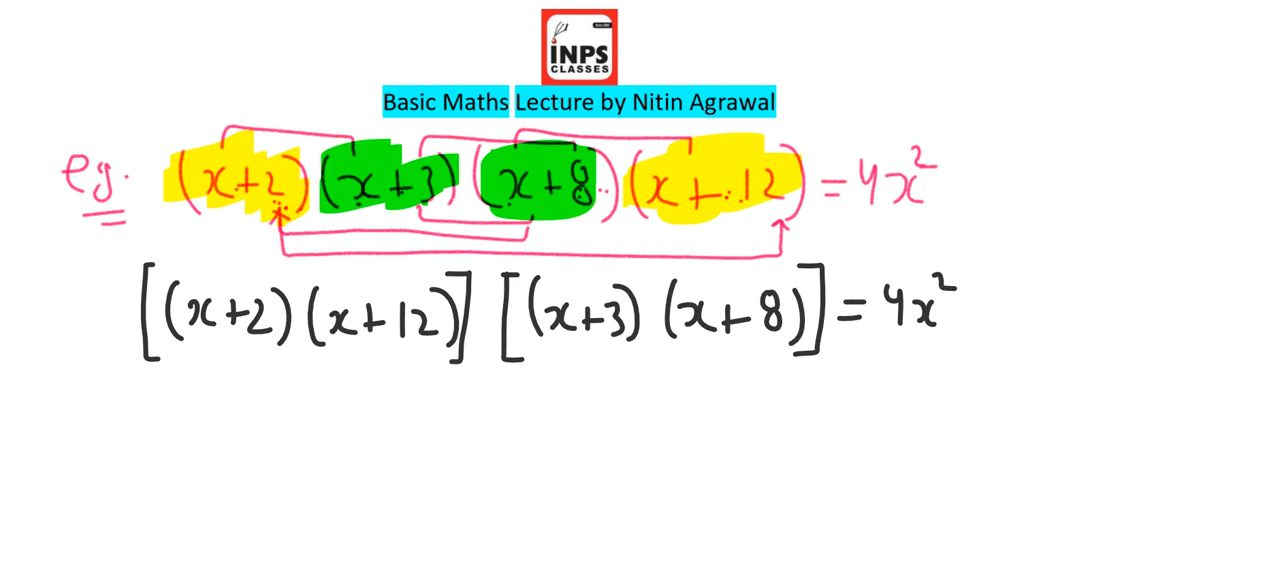 iNPS
CLASSES
Basic Maths Lecture by Nitin Agrawal
eg. (x+2) (x+3) (x+8) (x+12) = 4x²
[(x+2) (x+12)] [(x+3) (x+8)] = 4x²